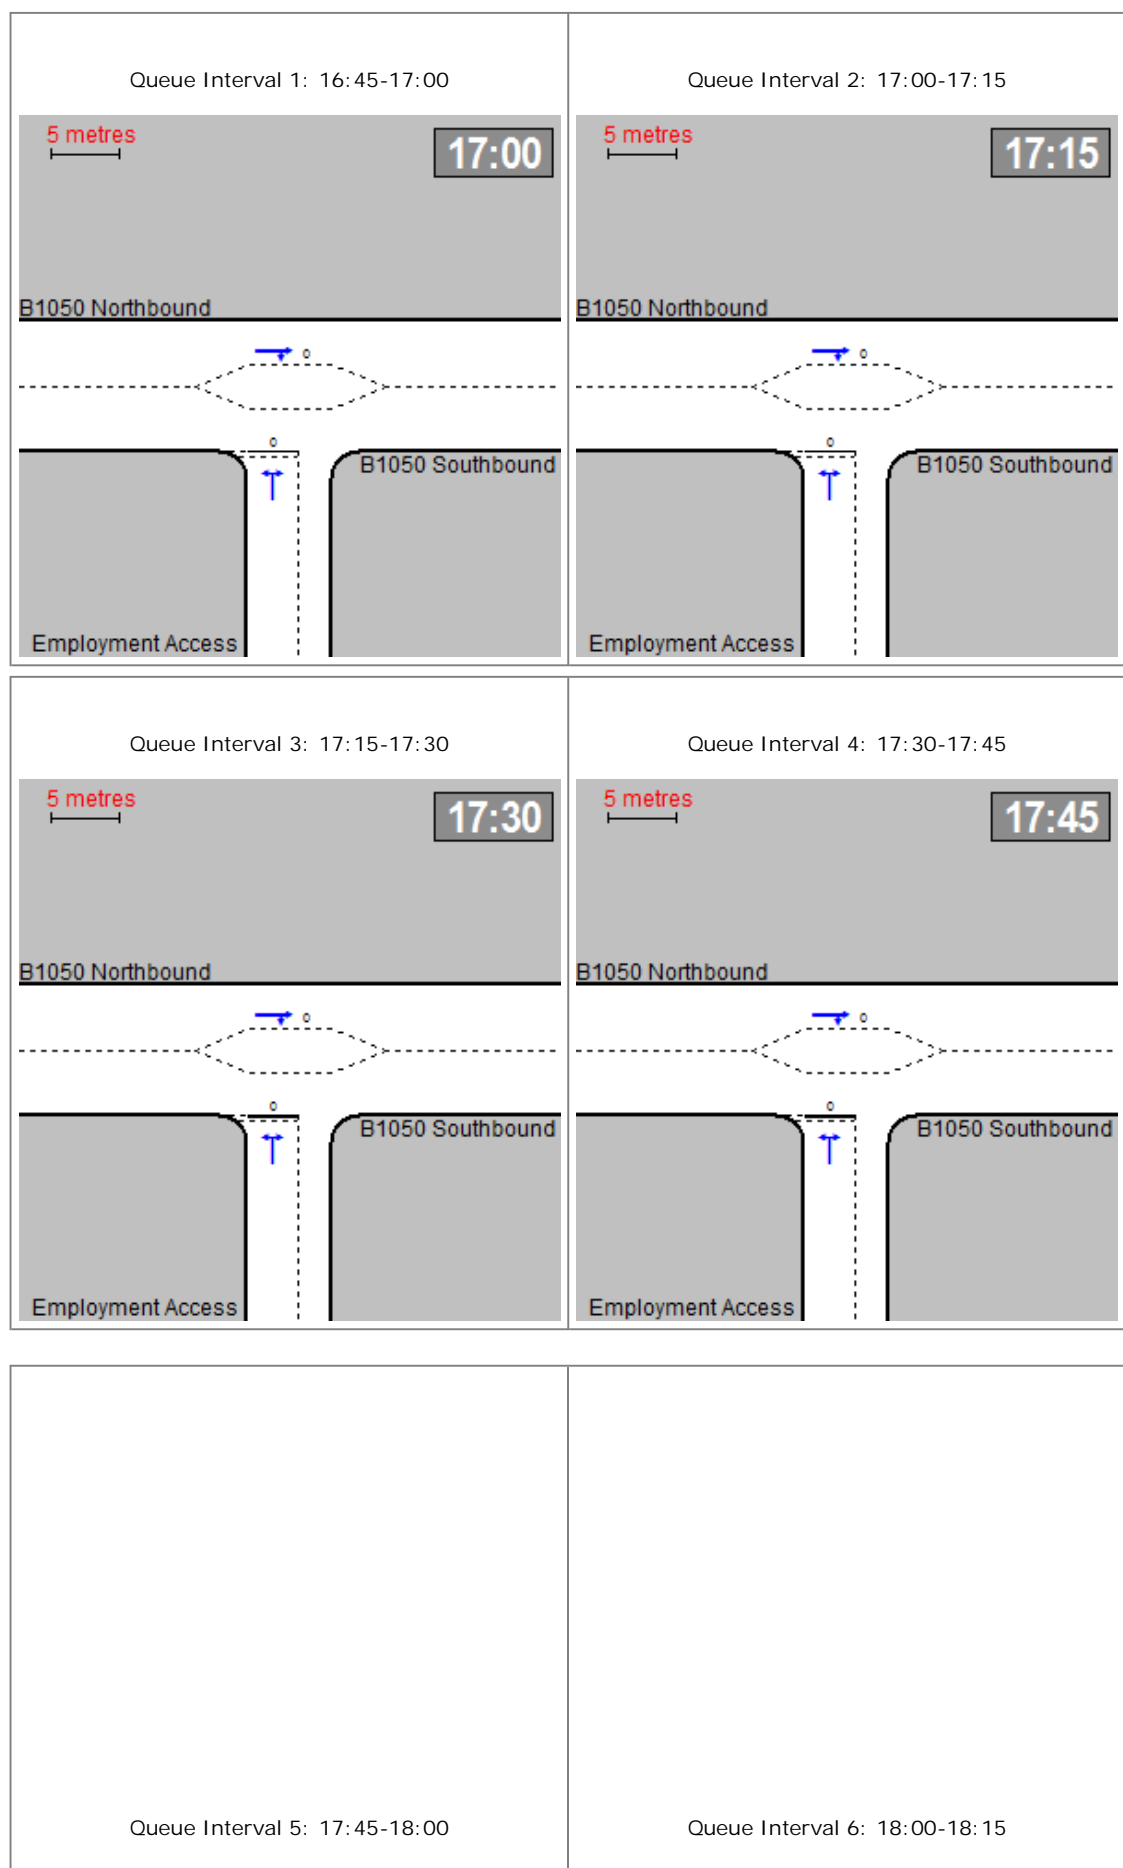 Queue Interval 1: 16:45-17:00
5 metres
17:00
B1050 Northbound
0
0
B1050 Southbound
Employment Access
Queue Interval 2: 17:00-17:15
5 metres
17:15
B1050 Northbound
0
0
B1050 Southbound
Employment Access
Queue Interval 3: 17:15-17:30
5 metres
17:30
B1050 Northbound
0
0
B1050 Southbound
Employment Access
Queue Interval 4: 17:30-17:45
5 metres
17:45
B1050 Northbound
0
0
B1050 Southbound
Employment Access
Queue Interval 5: 17:45-18:00
Queue Interval 6: 18:00-18:15